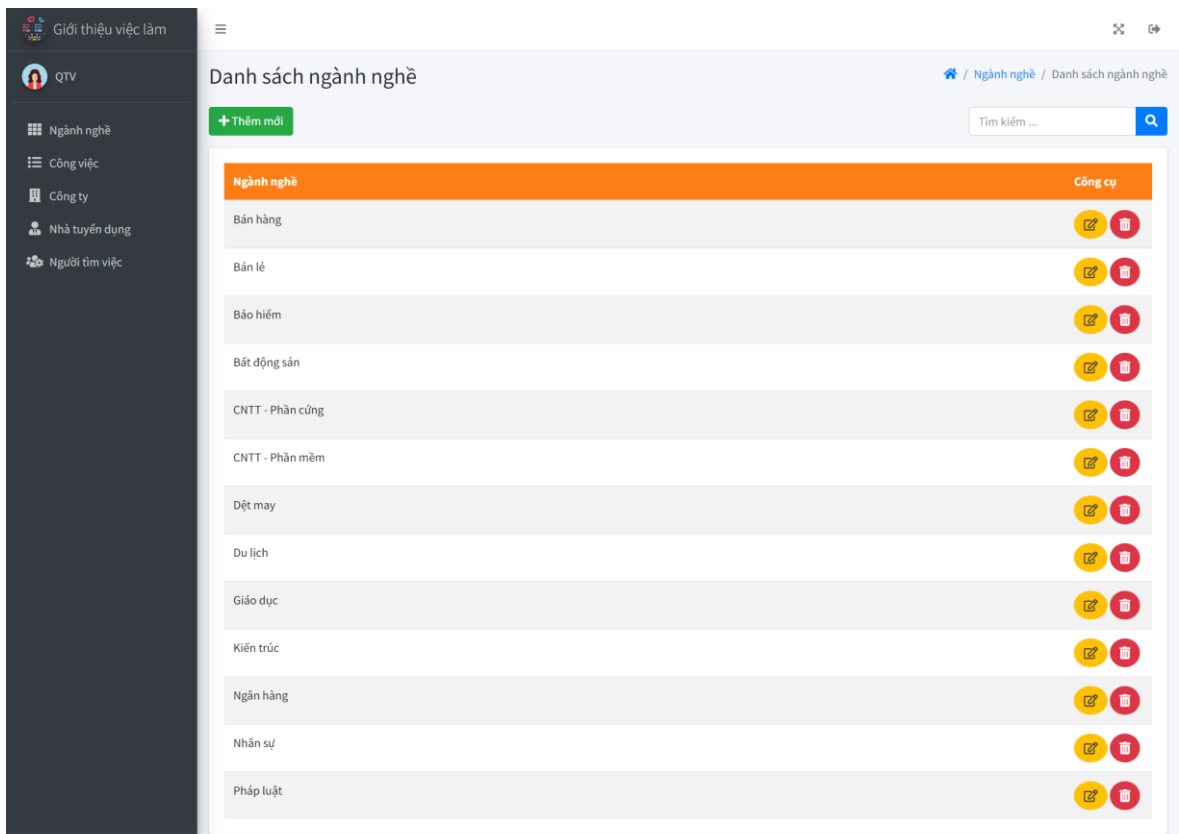 Giới thiệu việc làm
QTV
Ngành nghề
Công việc
Công ty
Nhà tuyển dụng
Người tìm việc
Danh sách ngành nghề
/ Ngành nghề / Danh sách ngành nghề
Thêm mới
Tìm kiếm ...
Ngành nghề Công cụ
Bán hàng
Bán lẻ
Bảo hiểm
Bất động sản
CNTT - Phần cứng
CNTT - Phần mềm
Dệt may
Du lịch
Giáo dục
Kiến trúc
Ngân hàng
Nhân sự
Pháp luật